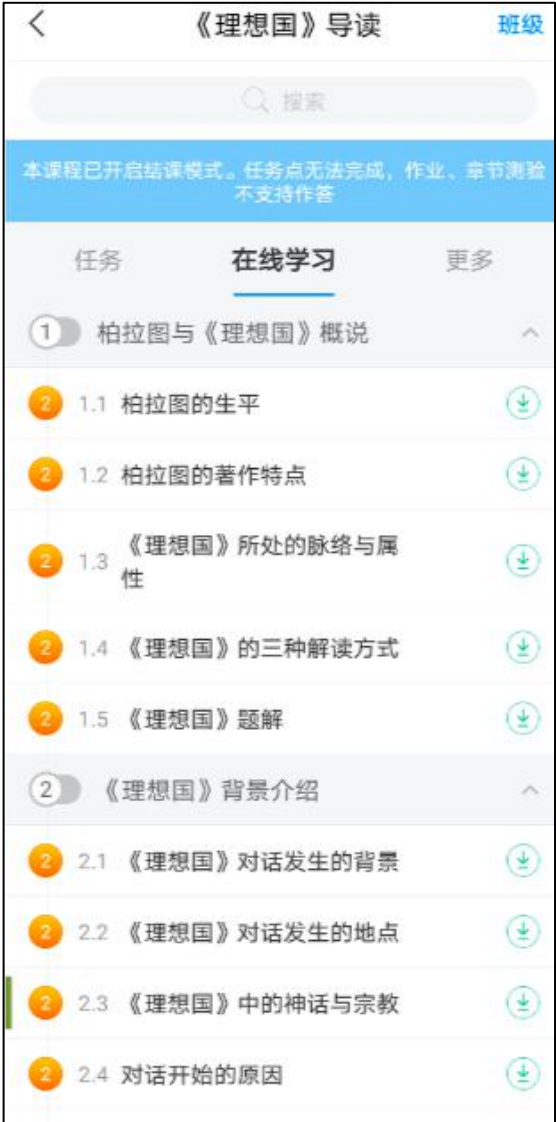 《理想国》导读
班级
搜索
本课程已开启结课模式。任务点无法完成，作业、章节测验
不支持作答
任务
在线学习
更多
1 柏拉图与《理想国》概说
2 1.1 柏拉图的生平
2 1.2 柏拉图的著作特点
2 1.3 《理想国》所处的脉络与属
性
2 1.4 《理想国》的三种解读方式
2 1.5 《理想国》题解
2 《理想国》背景介绍
2 2.1 《理想国》对话发生的背景
2 2.2 《理想国》对话发生的地点
2 2.3 《理想国》中的神话与宗教
2 2.4 对话开始的原因